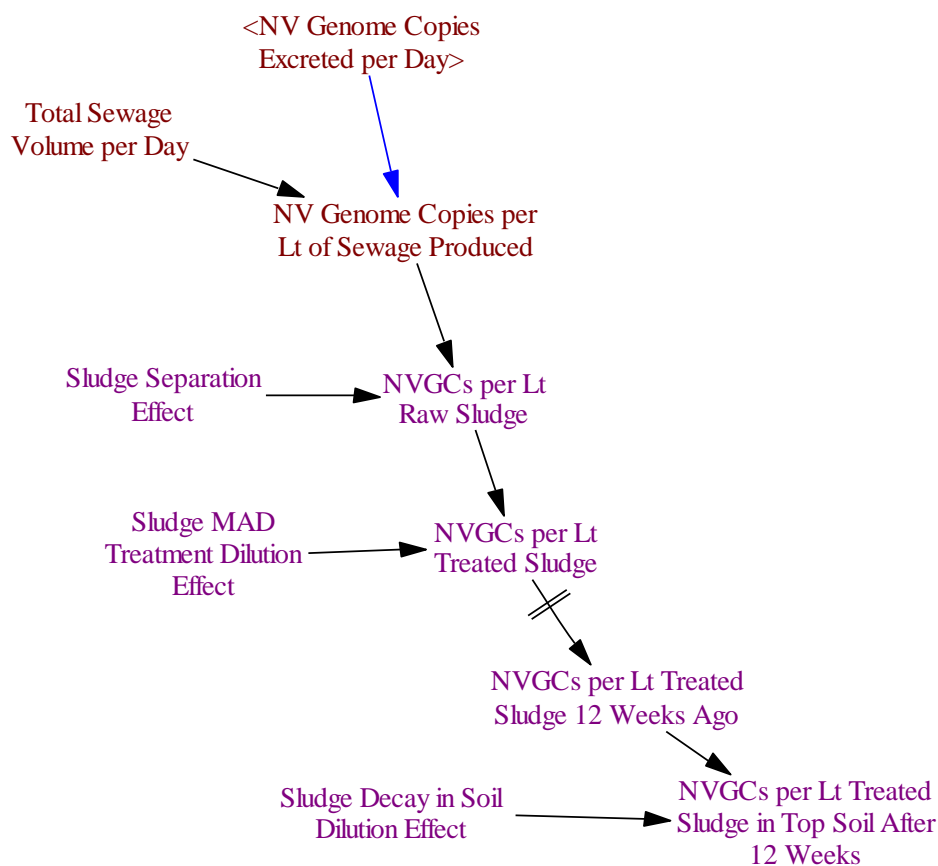 <NV Genome Copies
Excreted per Day>
Total Sewage
Volume per Day
NV Genome Copies per
Lt of Sewage Produced
Sludge Separation
Effect
NVGCs per Lt
Raw Sludge
Sludge MAD
Treatment Dilution
Effect
NVGCs per Lt
Treated Sludge
NVGCs per Lt Treated
Sludge 12 Weeks Ago
Sludge Decay in Soil
Dilution Effect
NVGCs per Lt Treated
Sludge in Top Soil After
12 Weeks